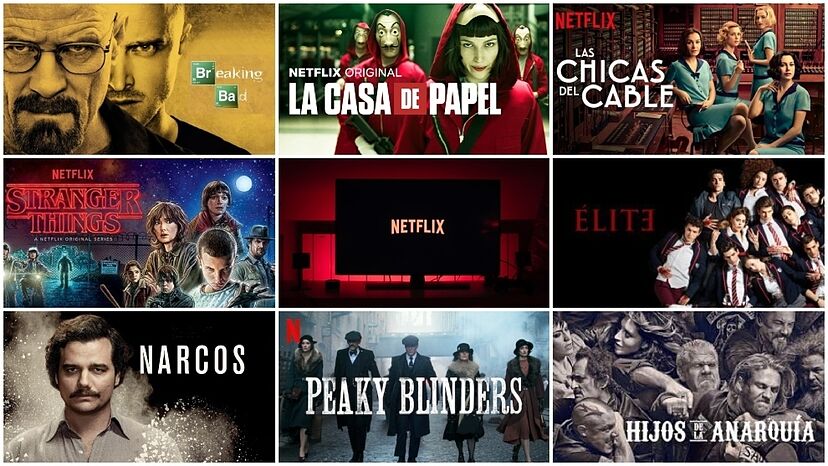 Breaking
Bad
NETFLIX ORIGINAL
LA CASA DE PAPEL
NETFLIX
LAS
CHICAS
DEL CABLE
NETFLIX
STRANGER
THINGS
A NETFLIX ORIGINAL SERIES
NETFLIX
ÉLITE
NARCOS
N
PEAKY BLINDERS
HIJOS DE LA ANARQUÍA